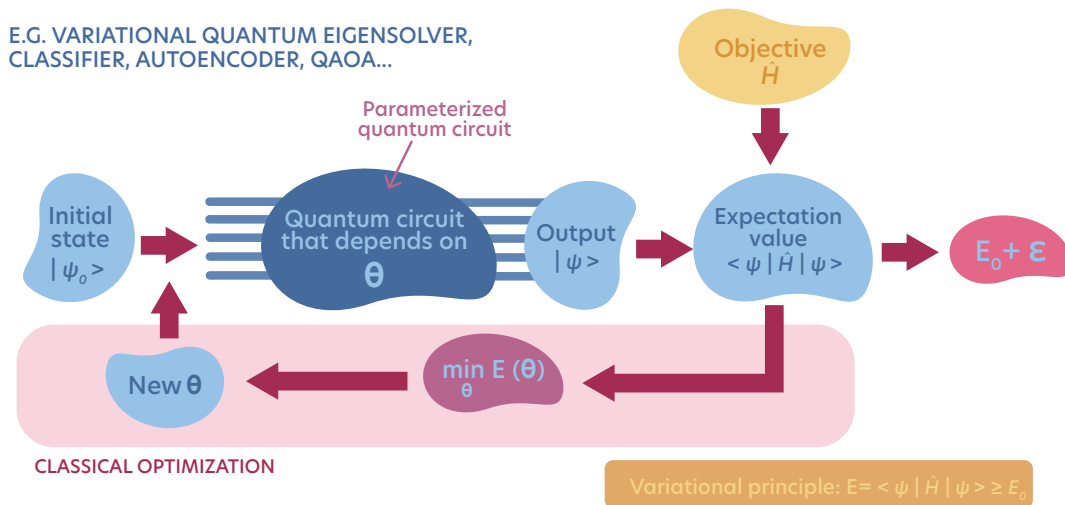 E.G. VARIATIONAL QUANTUM EIGENSOLVER,
CLASSIFIER, AUTOENCODER, QAOA...
Objective
Ĥ
Parameterized
quantum circuit
Initial
state
| ψ₀ >
Quantum circuit
that depends on
θ
Output
| ψ >
Expectation
value
< ψ | Ĥ | ψ >
E₀ + ε
New θ
min E (θ)
θ
CLASSICAL OPTIMIZATION
Variational principle: E= < ψ | Ĥ | ψ > ≥ E₀